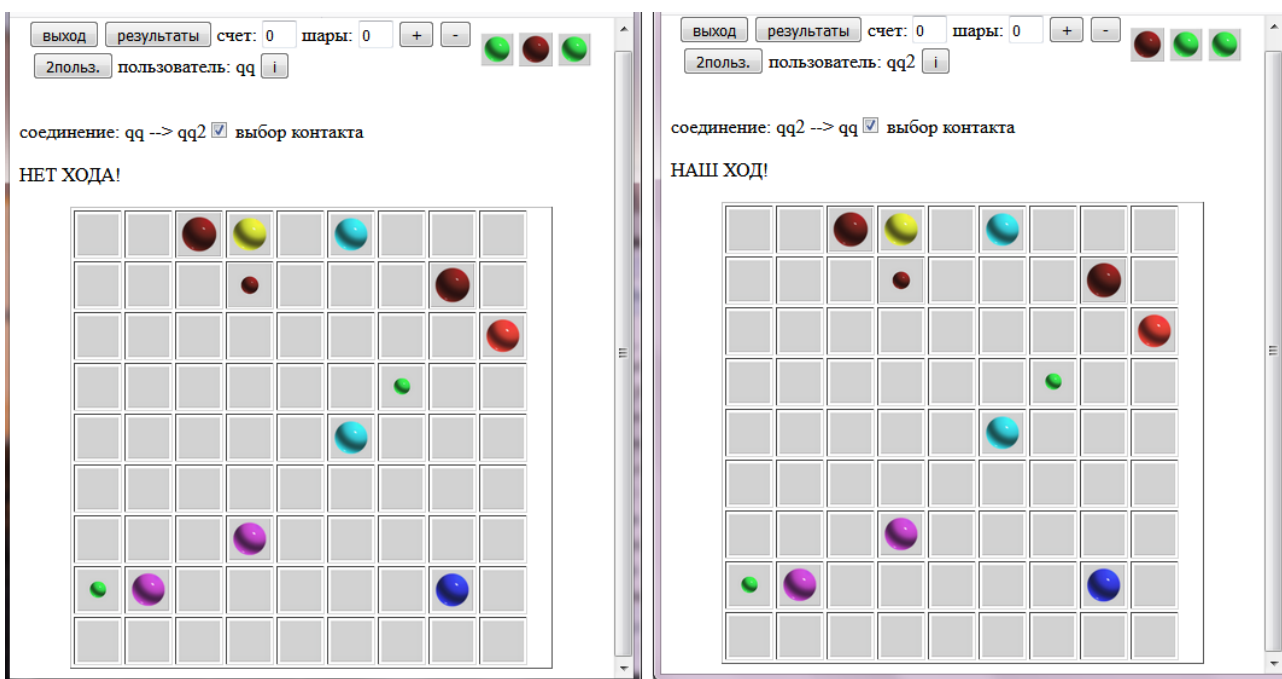 выход результаты счет: 0 шары: 0 + -
2польз. пользователь: qq i
соединение: qq --> qq2 выбор контакта
НЕТ ХОДА!
выход результаты счет: 0 шары: 0 + -
2польз. пользователь: qq2 i
соединение: qq2 --> qq выбор контакта
НАШ ХОД!